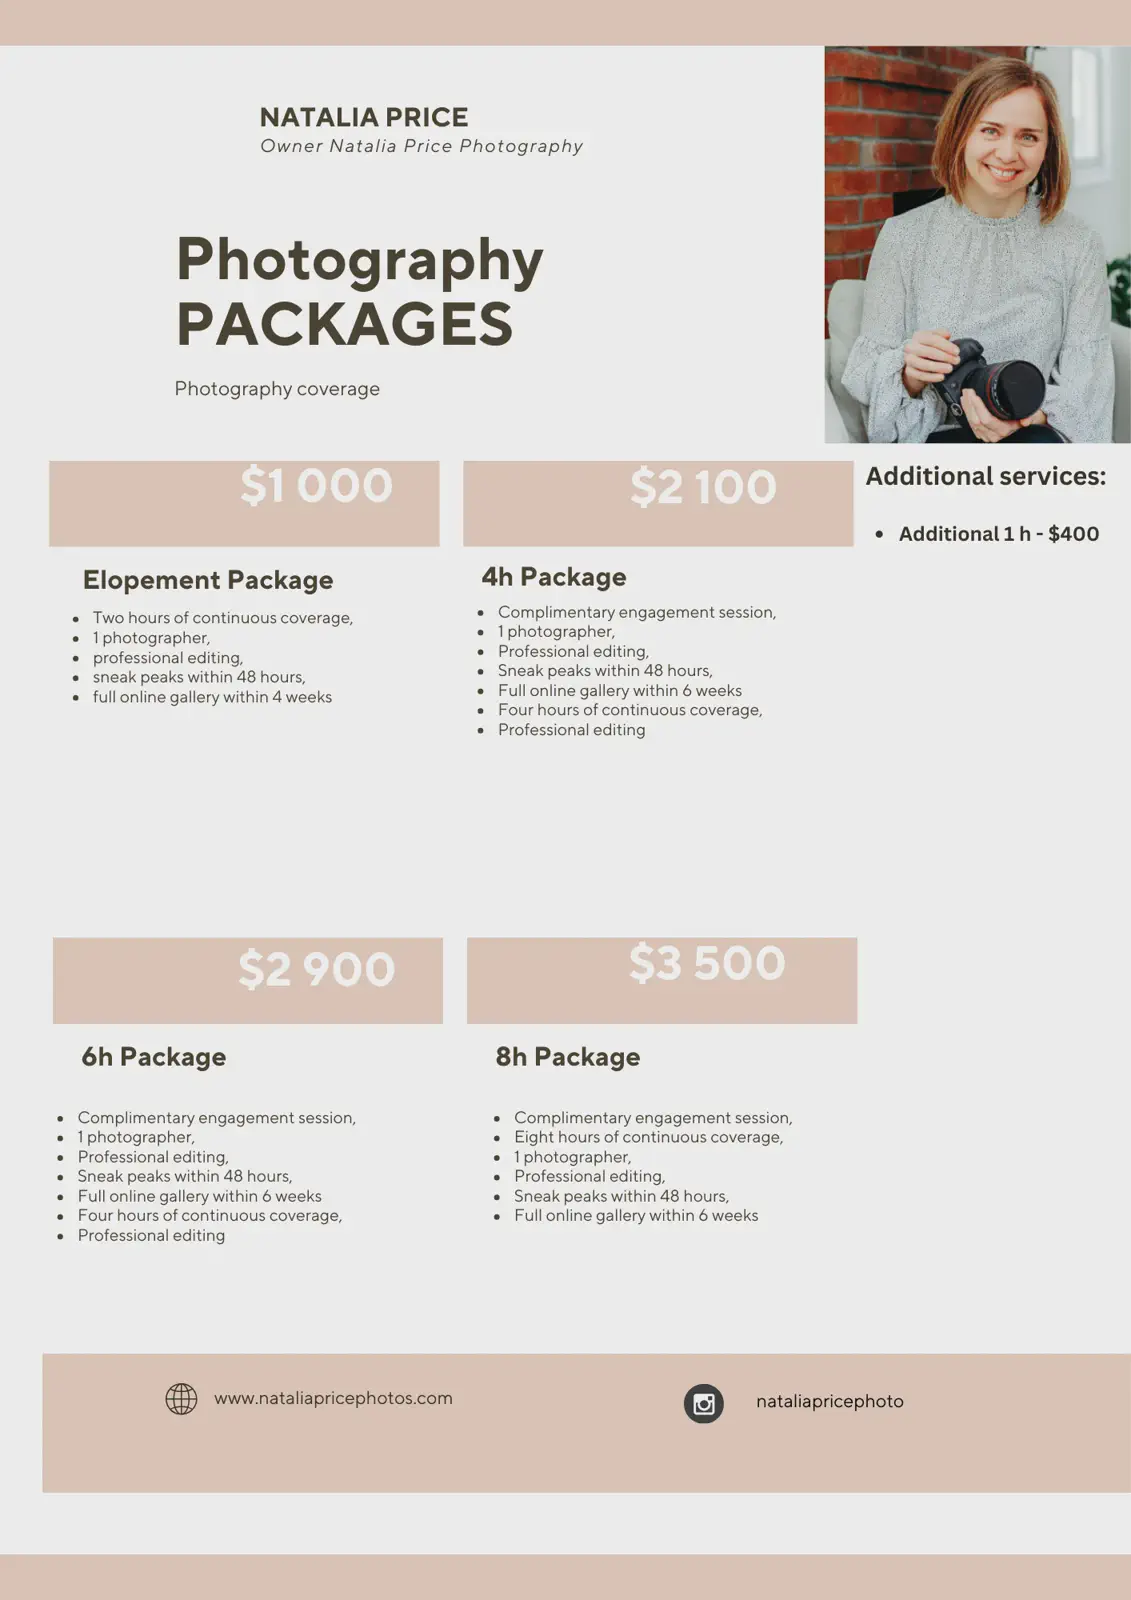 NATALIA PRICE
Owner Natalia Price Photography
Photography
PACKAGES
Photography coverage
$1 000
Elopement Package
• Two hours of continuous coverage,
• 1 photographer,
• professional editing,
• sneak peaks within 48 hours,
• full online gallery within 4 weeks
$2 100
4h Package
• Complimentary engagement session,
• 1 photographer,
• Professional editing,
• Sneak peaks within 48 hours,
• Full online gallery within 6 weeks
• Four hours of continuous coverage,
• Professional editing
Additional services:
• Additional 1 h - $400
$2 900
6h Package
• Complimentary engagement session,
• 1 photographer,
• Professional editing,
• Sneak peaks within 48 hours,
• Full online gallery within 6 weeks
• Four hours of continuous coverage,
• Professional editing
$3 500
8h Package
• Complimentary engagement session,
• Eight hours of continuous coverage,
• 1 photographer,
• Professional editing,
• Sneak peaks within 48 hours,
• Full online gallery within 6 weeks
www.nataliapricephotos.com
nataliapricephoto